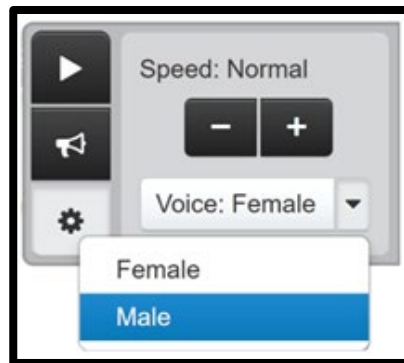 Speed: Normal
− +
Voice: Female
Female
Male